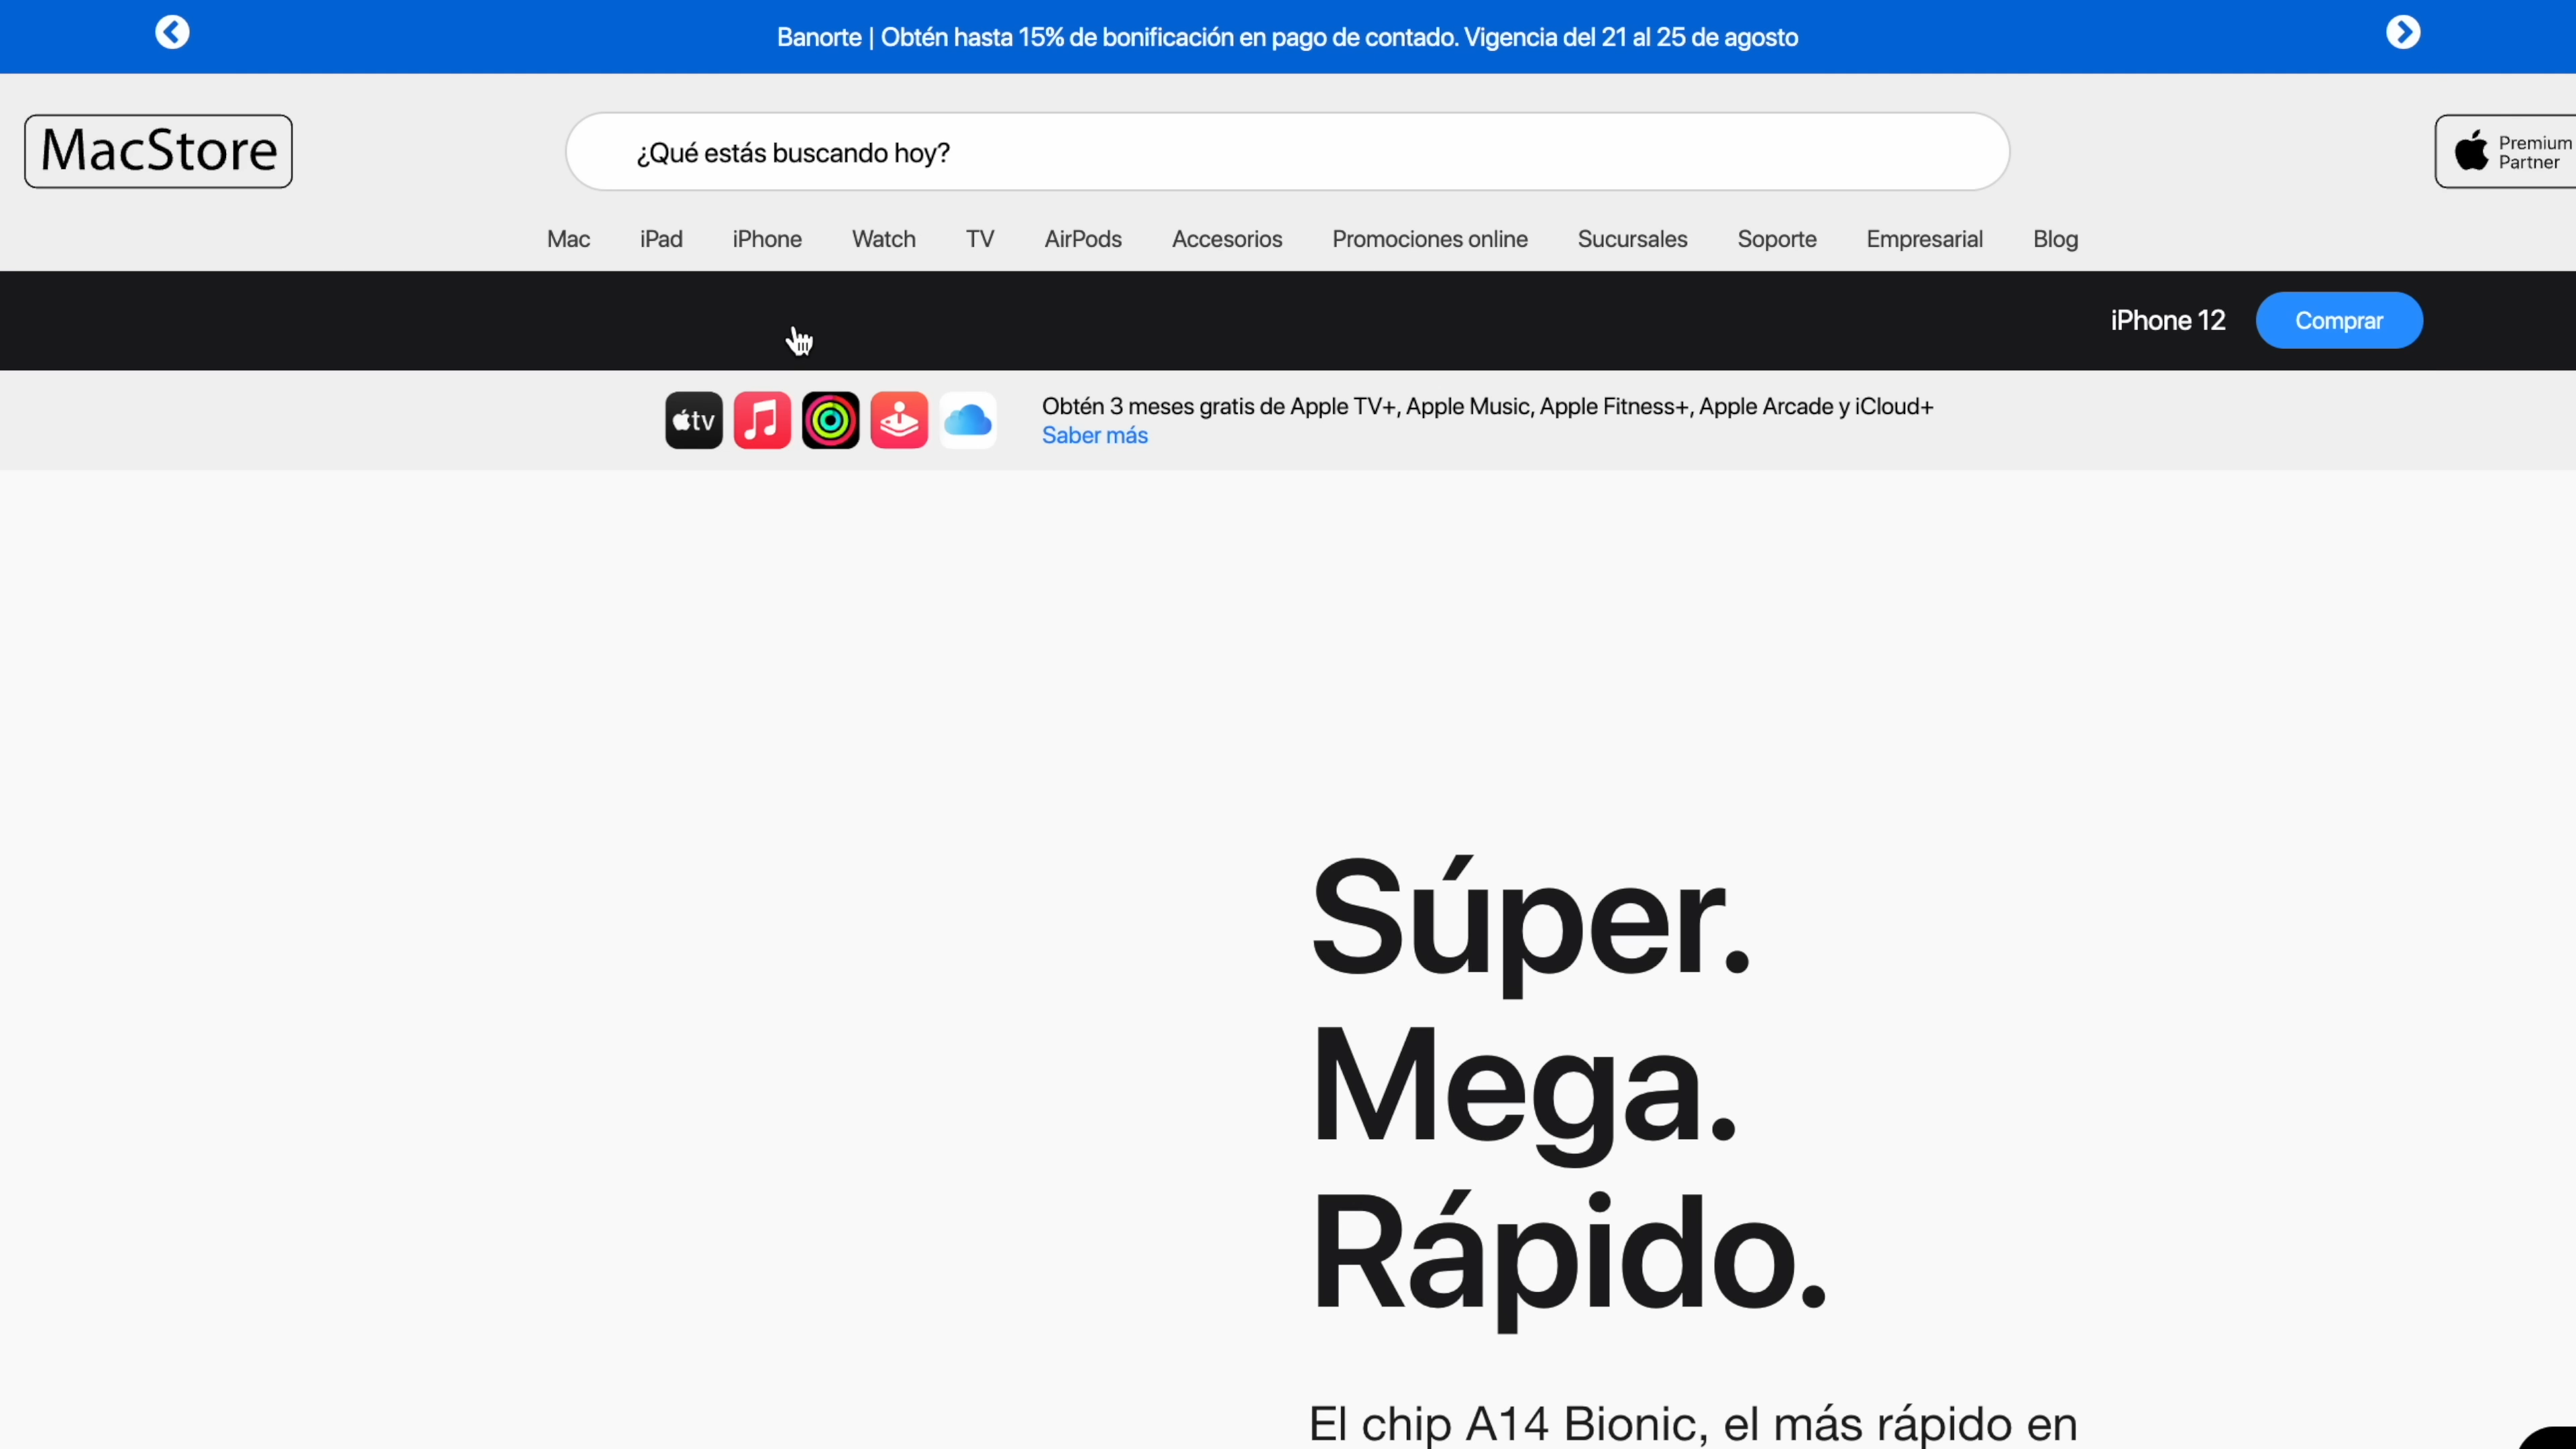 Banorte | Obtén hasta 15% de bonificación en pago de contado. Vigencia del 21 al 25 de agosto
MacStore
¿Qué estás buscando hoy?
Premium
Partner
Mac iPad iPhone Watch TV AirPods Accesorios Promociones online Sucursales Soporte Empresarial Blog
iPhone 12 Comprar
tv
Obtén 3 meses gratis de Apple TV+, Apple Music, Apple Fitness+, Apple Arcade y iCloud+
Saber más
Súper.
Mega.
Rápido.
El chip A14 Bionic, el más rápido en